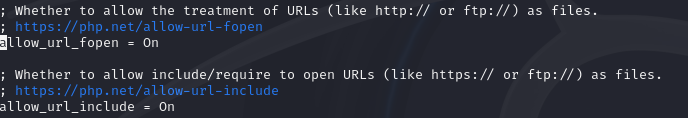 ; Whether to allow the treatment of URLs (like http:// or ftp://) as files.
; https://php.net/allow-url-fopen
allow_url_fopen = On
; Whether to allow include/require to open URLs (like https:// or ftp://) as files.
; https://php.net/allow-url-include
allow_url_include = On